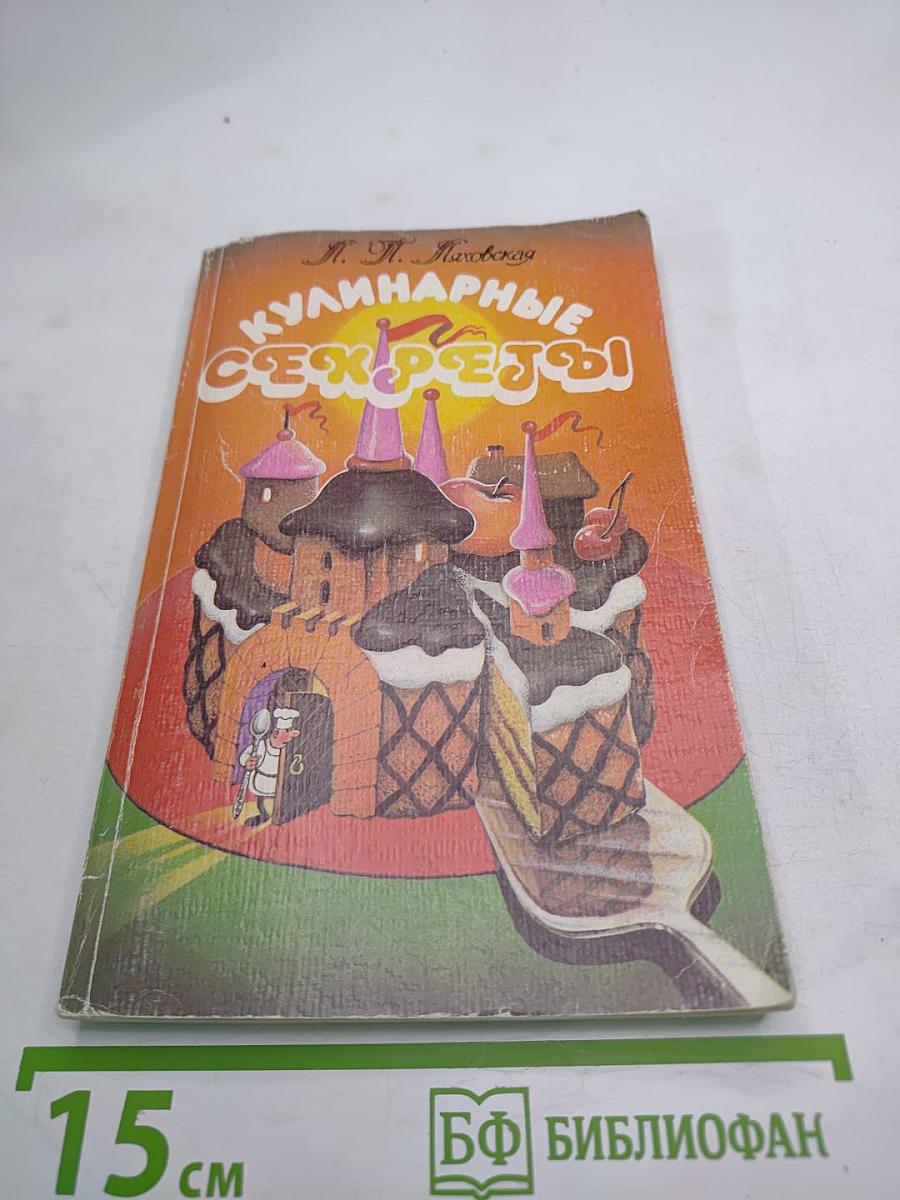 Л. П. Ляховская
КУЛИНАРНЫЕ
СЕКРЕТЫ
15 см
БФ БИБЛИОФАН